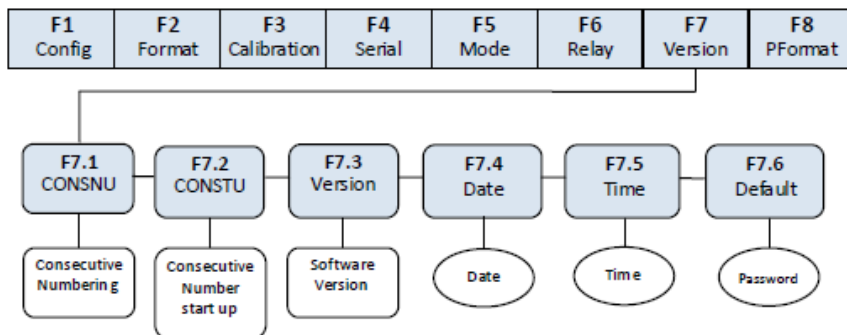 F1 F2 F3 F4 F5 F6 F7 F8
Config Format Calibration Serial Mode Relay Version PFormat
F7.1 F7.2 F7.3 F7.4 F7.5 F7.6
CONSNU CONSTU Version Date Time Default
Consecutive
Numbering
Consecutive
Number
start up
Software
Version
Date
Time
Password